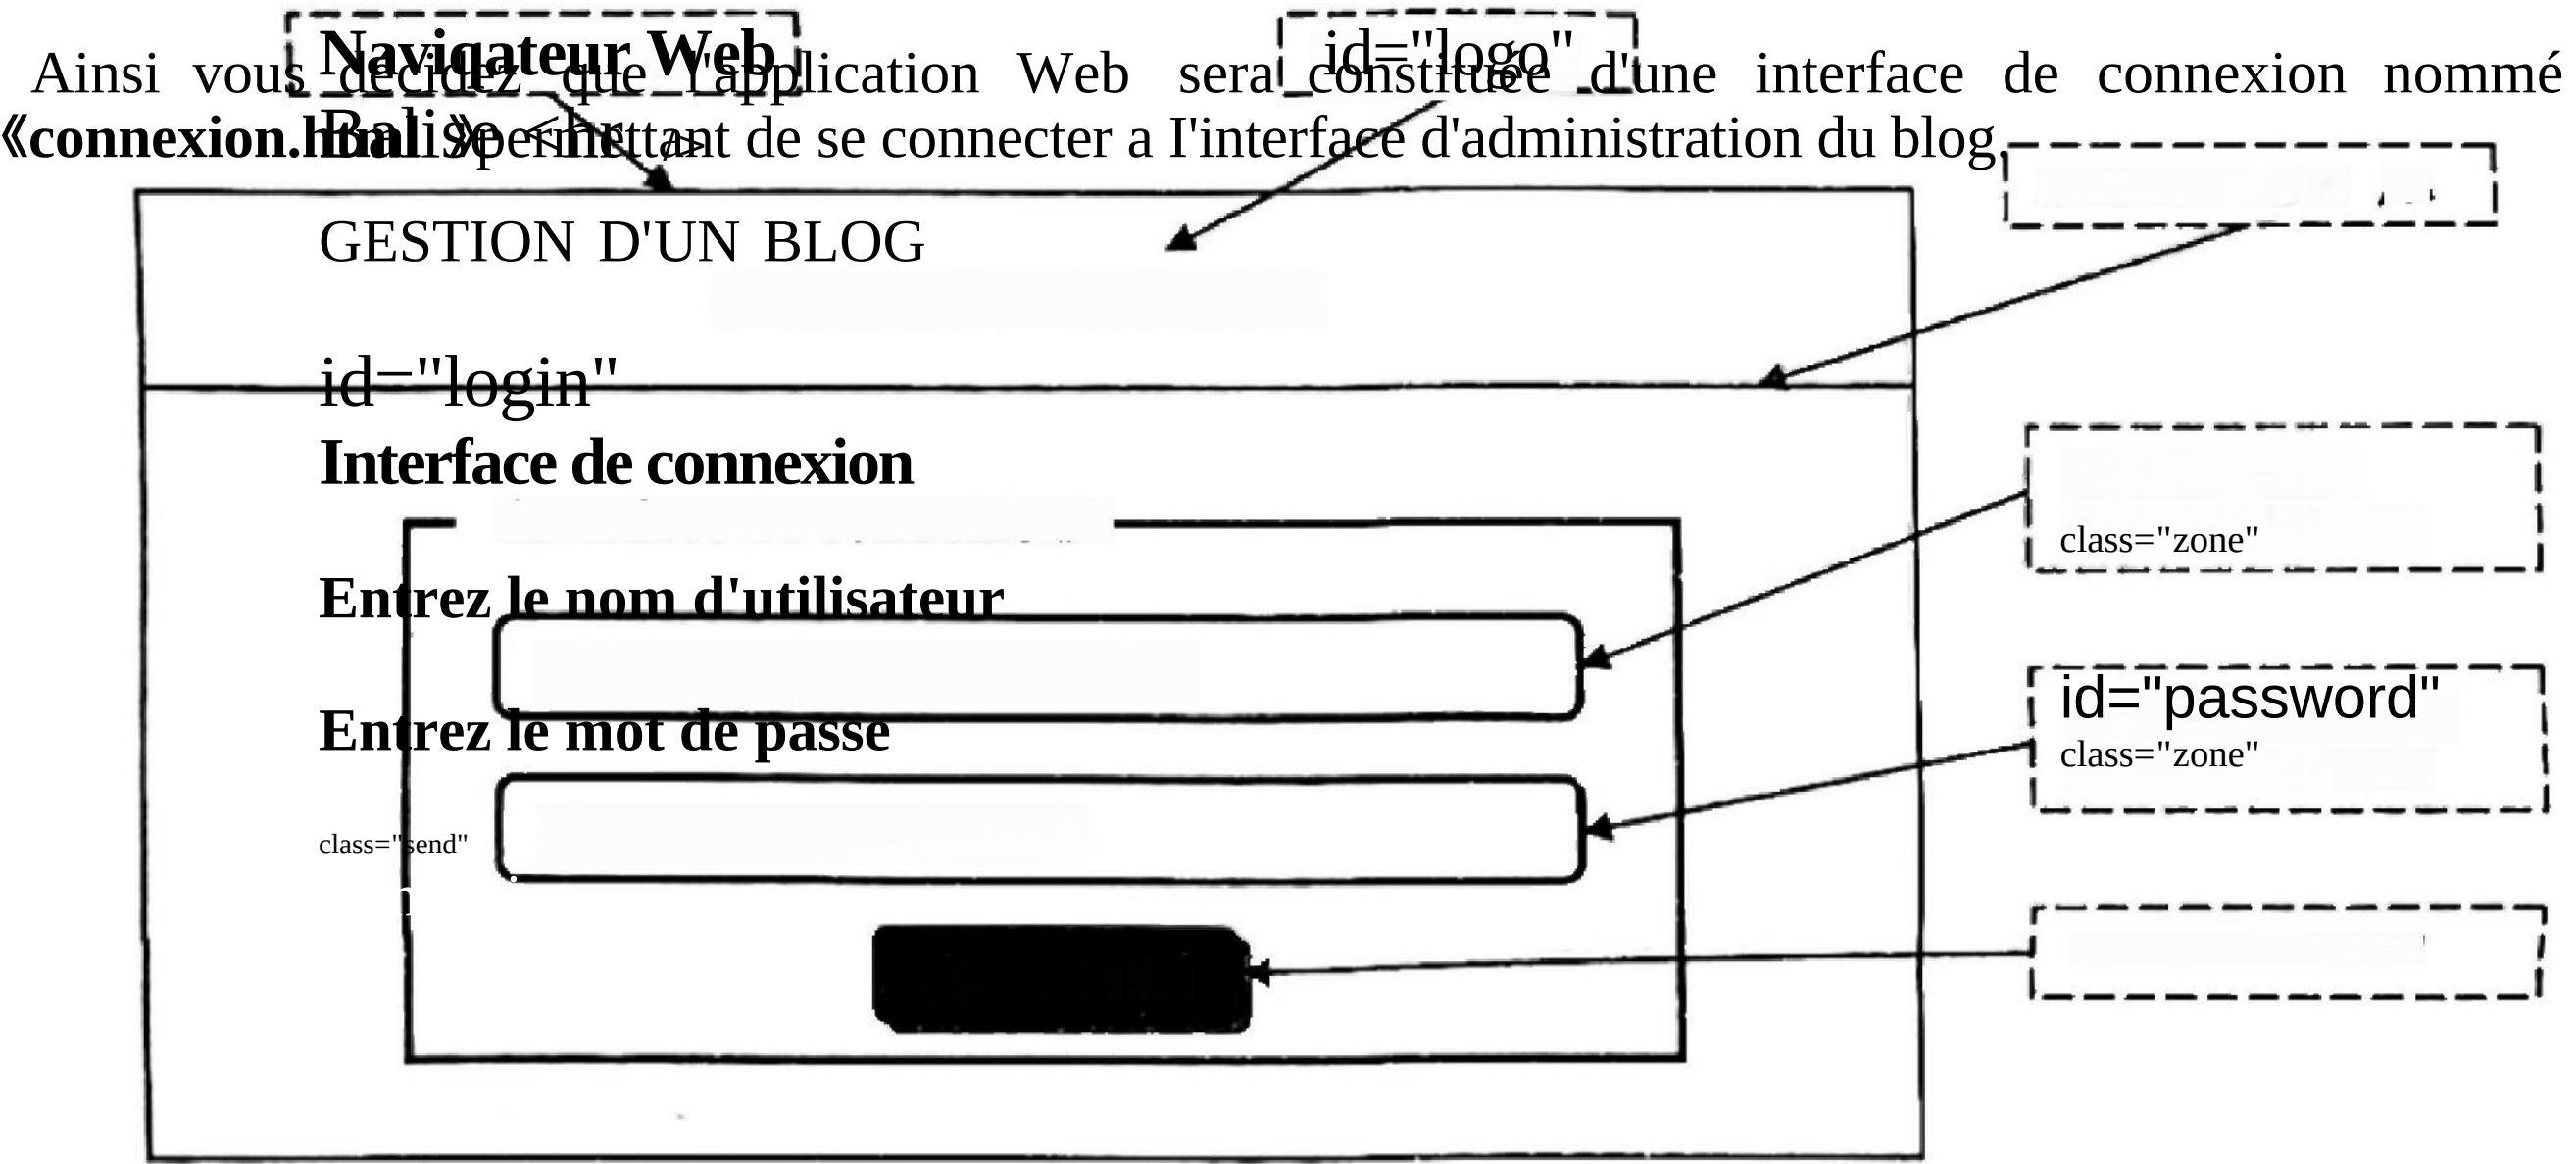 Navigateur Web
id="logo"
Ainsi vous décidez que l'application Web sera constituée d'une interface de connexion nommé
《connexion.html 》permettant de se connecter a I'interface d'administration du blog.
Balise <hr />
GESTION D'UN BLOG
id="login"
Interface de connexion
class="zone"
Entrez le nom d'utilisateur
id="password"
Entrez le mot de passe
class="zone"
class="send"